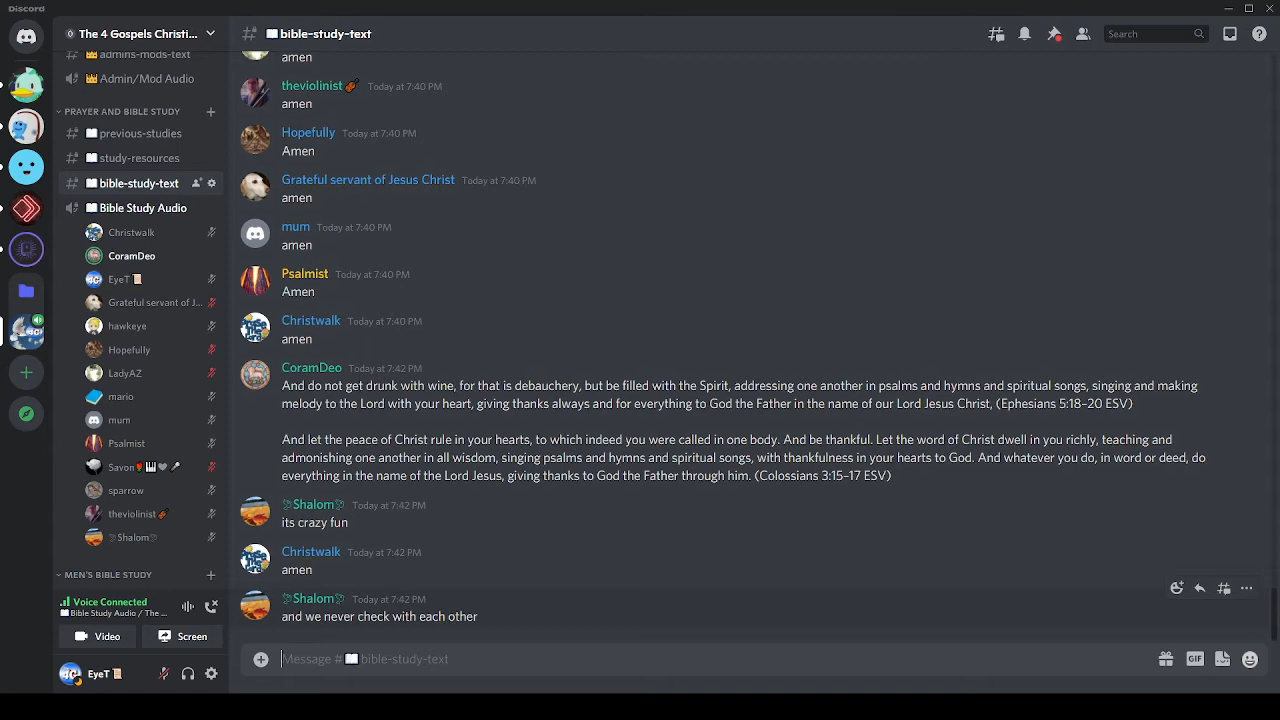 Discord
The 4 Gospels Christi...
bible-study-text
Search
admins-mods-text
Admin/Mod Audio
PRAYER AND BIBLE STUDY
previous-studies
study-resources
bible-study-text
Bible Study Audio
Christwalk
CoramDeo
EyeT
Grateful servant of J...
hawkeye
Hopefully
LadyAZ
mario
mum
Psalmist
Savon
sparrow
theviolinist
Shalom
MEN'S BIBLE STUDY
Voice Connected
Bible Study Audio / The ...
Video
Screen
EyeT
amen
theviolinist Today at 7:40 PM
amen
Hopefully Today at 7:40 PM
Amen
Grateful servant of Jesus Christ Today at 7:40 PM
amen
mum Today at 7:40 PM
amen
Psalmist Today at 7:40 PM
Amen
Christwalk Today at 7:40 PM
amen
CoramDeo Today at 7:42 PM
And do not get drunk with wine, for that is debauchery, but be filled with the Spirit, addressing one another in psalms and hymns and spiritual songs, singing and making
melody to the Lord with your heart, giving thanks always and for everything to God the Father in the name of our Lord Jesus Christ, (Ephesians 5:18–20 ESV)
And let the peace of Christ rule in your hearts, to which indeed you were called in one body. And be thankful. Let the word of Christ dwell in you richly, teaching and
admonishing one another in all wisdom, singing psalms and hymns and spiritual songs, with thankfulness in your hearts to God. And whatever you do, in word or deed, do
everything in the name of the Lord Jesus, giving thanks to God the Father through him. (Colossians 3:15–17 ESV)
Shalom Today at 7:42 PM
its crazy fun
Christwalk Today at 7:42 PM
amen
Shalom Today at 7:42 PM
and we never check with each other
Message # bible-study-text
GIF